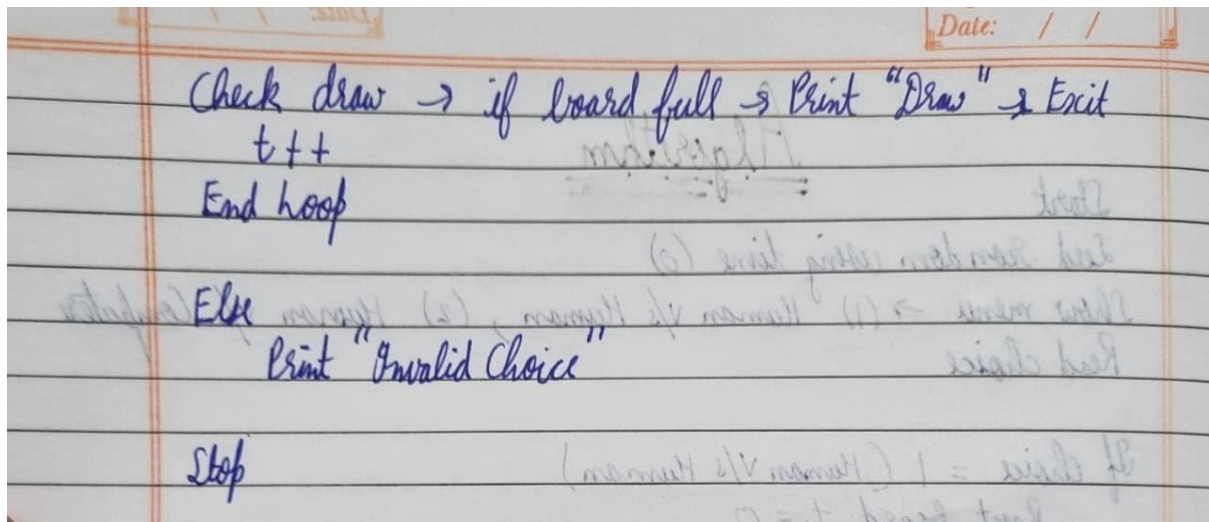 Date: / /
Check draw → if board full → Print "Draw" → Exit
t++
End Loop
Else
Print "Invalid Choice"
Stop